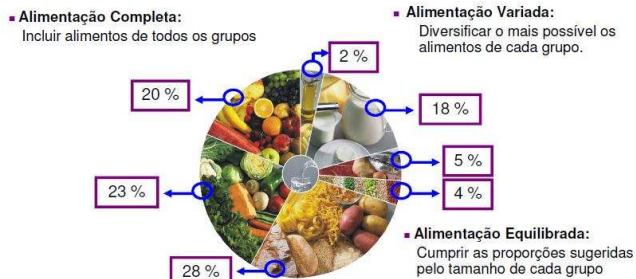 ▪ Alimentação Completa:
Incluir alimentos de todos os grupos
▪ Alimentação Variada:
Diversificar o mais possível os
alimentos de cada grupo.
2 %
20 %
18 %
5 %
4 %
23 %
28 %
▪ Alimentação Equilibrada:
Cumprir as proporções sugeridas
pelo tamanho de cada grupo